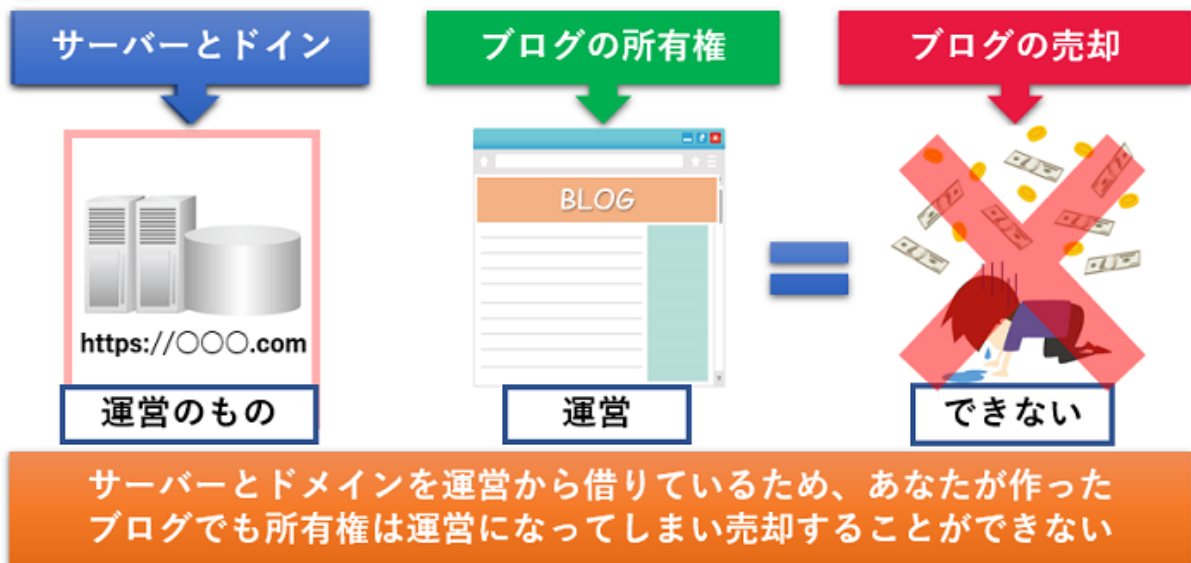 サーバーとドイン
ブログの所有権
ブログの売却
BLOG
https://〇〇〇.com
運営のもの
運営
できない
サーバーとドメインを運営から借りているため、あなたが作った
ブログでも所有権は運営になってしまい売却することができない